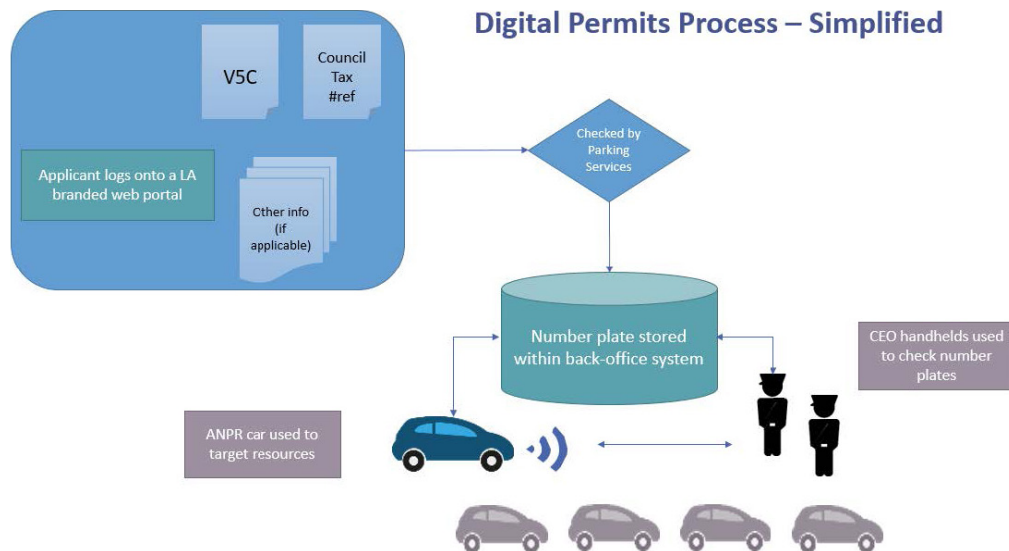 Digital Permits Process – Simplified
V5C
Council
Tax
#ref
Applicant logs onto a LA
branded web portal
Other info
(if
applicable)
Checked by
Parking
Services
Number plate stored
within back-office system
CEO handhelds used
to check number
plates
ANPR car used to
target resources